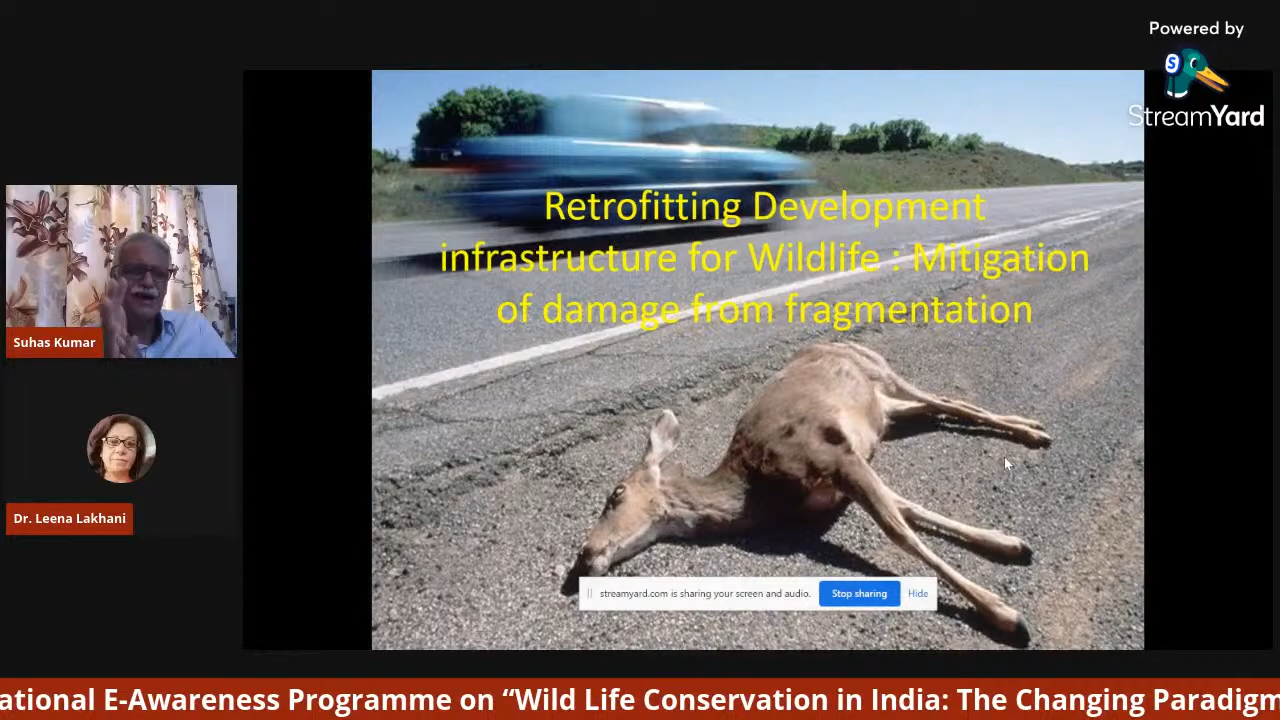 Powered by
StreamYard
Retrofitting Development
infrastructure for Wildlife : Mitigation
of damage from fragmentation
Suhas Kumar
Dr. Leena Lakhani
streamyard.com is sharing your screen and audio.
Stop sharing
Hide
ational E-Awareness Programme on “Wild Life Conservation in India: The Changing Paradigm